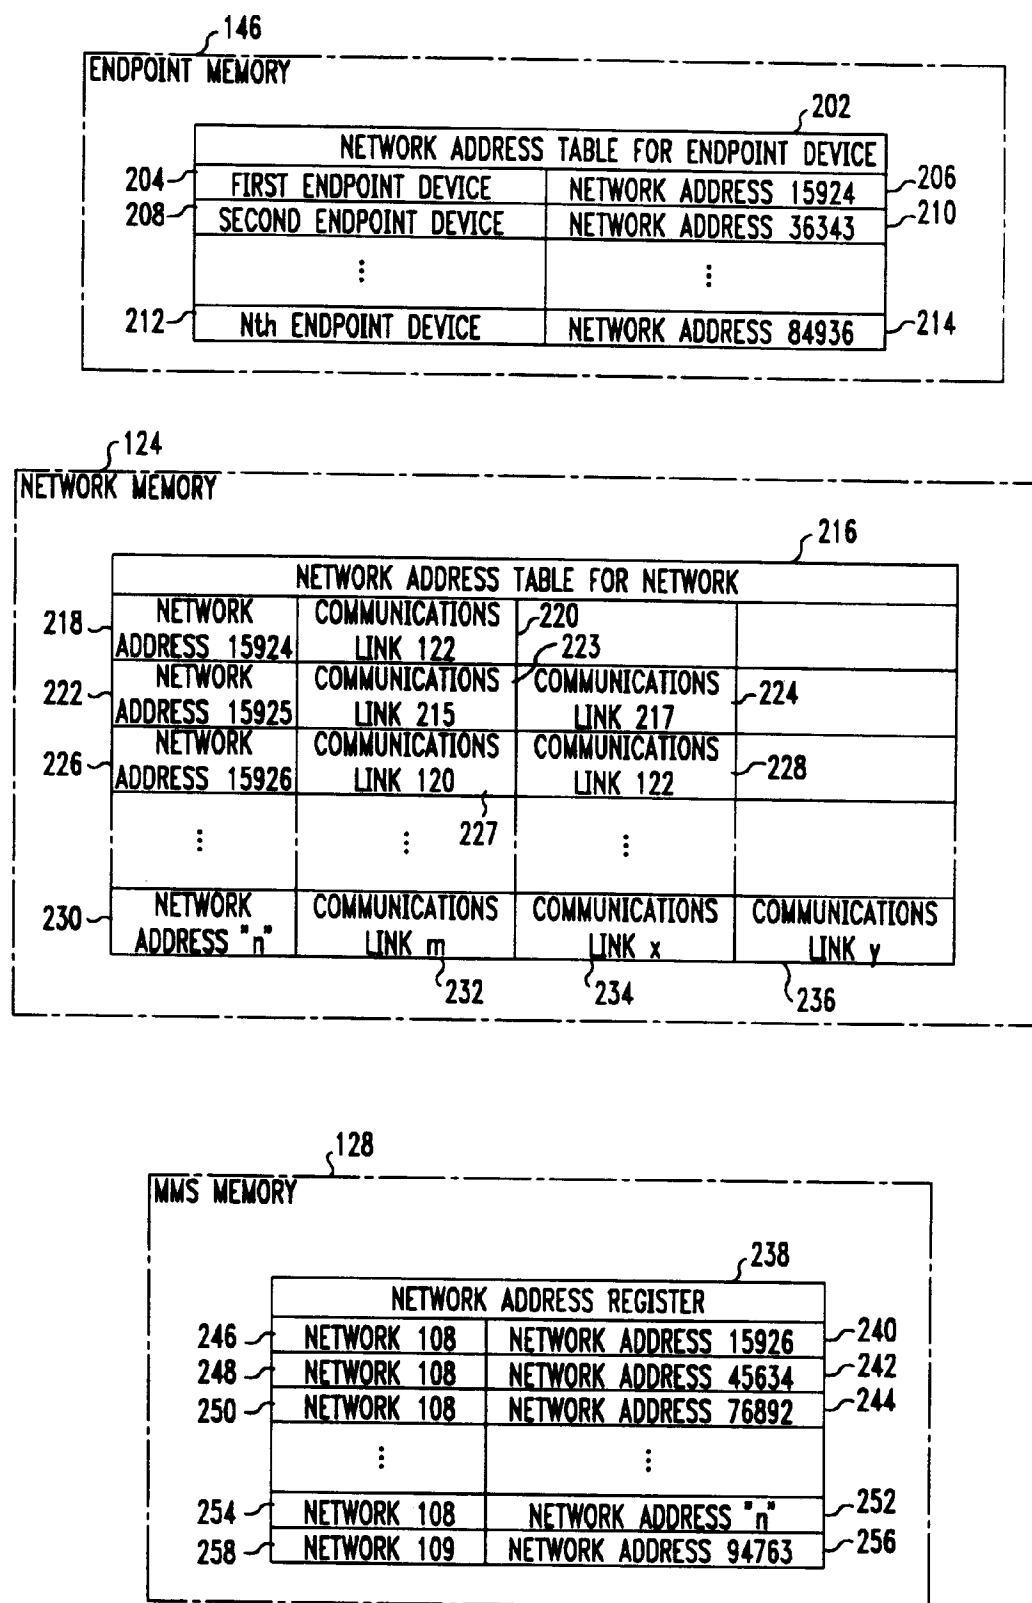 146
ENDPOINT MEMORY
202
NETWORK ADDRESS TABLE FOR ENDPOINT DEVICE
204 FIRST ENDPOINT DEVICE NETWORK ADDRESS 15924 206
208 SECOND ENDPOINT DEVICE NETWORK ADDRESS 36343 210
⋮ ⋮
212 Nth ENDPOINT DEVICE NETWORK ADDRESS 84936 214
124
NETWORK MEMORY
216
NETWORK ADDRESS TABLE FOR NETWORK
218 NETWORK COMMUNICATIONS 220
ADDRESS 15924 LINK 122 223
222 NETWORK COMMUNICATIONS COMMUNICATIONS 224
ADDRESS 15925 LINK 215 LINK 217
226 NETWORK COMMUNICATIONS COMMUNICATIONS 228
ADDRESS 15926 LINK 120 LINK 122
227
⋮ ⋮ ⋮
230 NETWORK COMMUNICATIONS COMMUNICATIONS COMMUNICATIONS
ADDRESS "n" LINK m LINK x LINK y
232 234 236
128
MMS MEMORY
238
NETWORK ADDRESS REGISTER
246 NETWORK 108 NETWORK ADDRESS 15926 240
248 NETWORK 108 NETWORK ADDRESS 45634 242
250 NETWORK 108 NETWORK ADDRESS 76892 244
⋮ ⋮
254 NETWORK 108 NETWORK ADDRESS "n" 252
258 NETWORK 109 NETWORK ADDRESS 94763 256